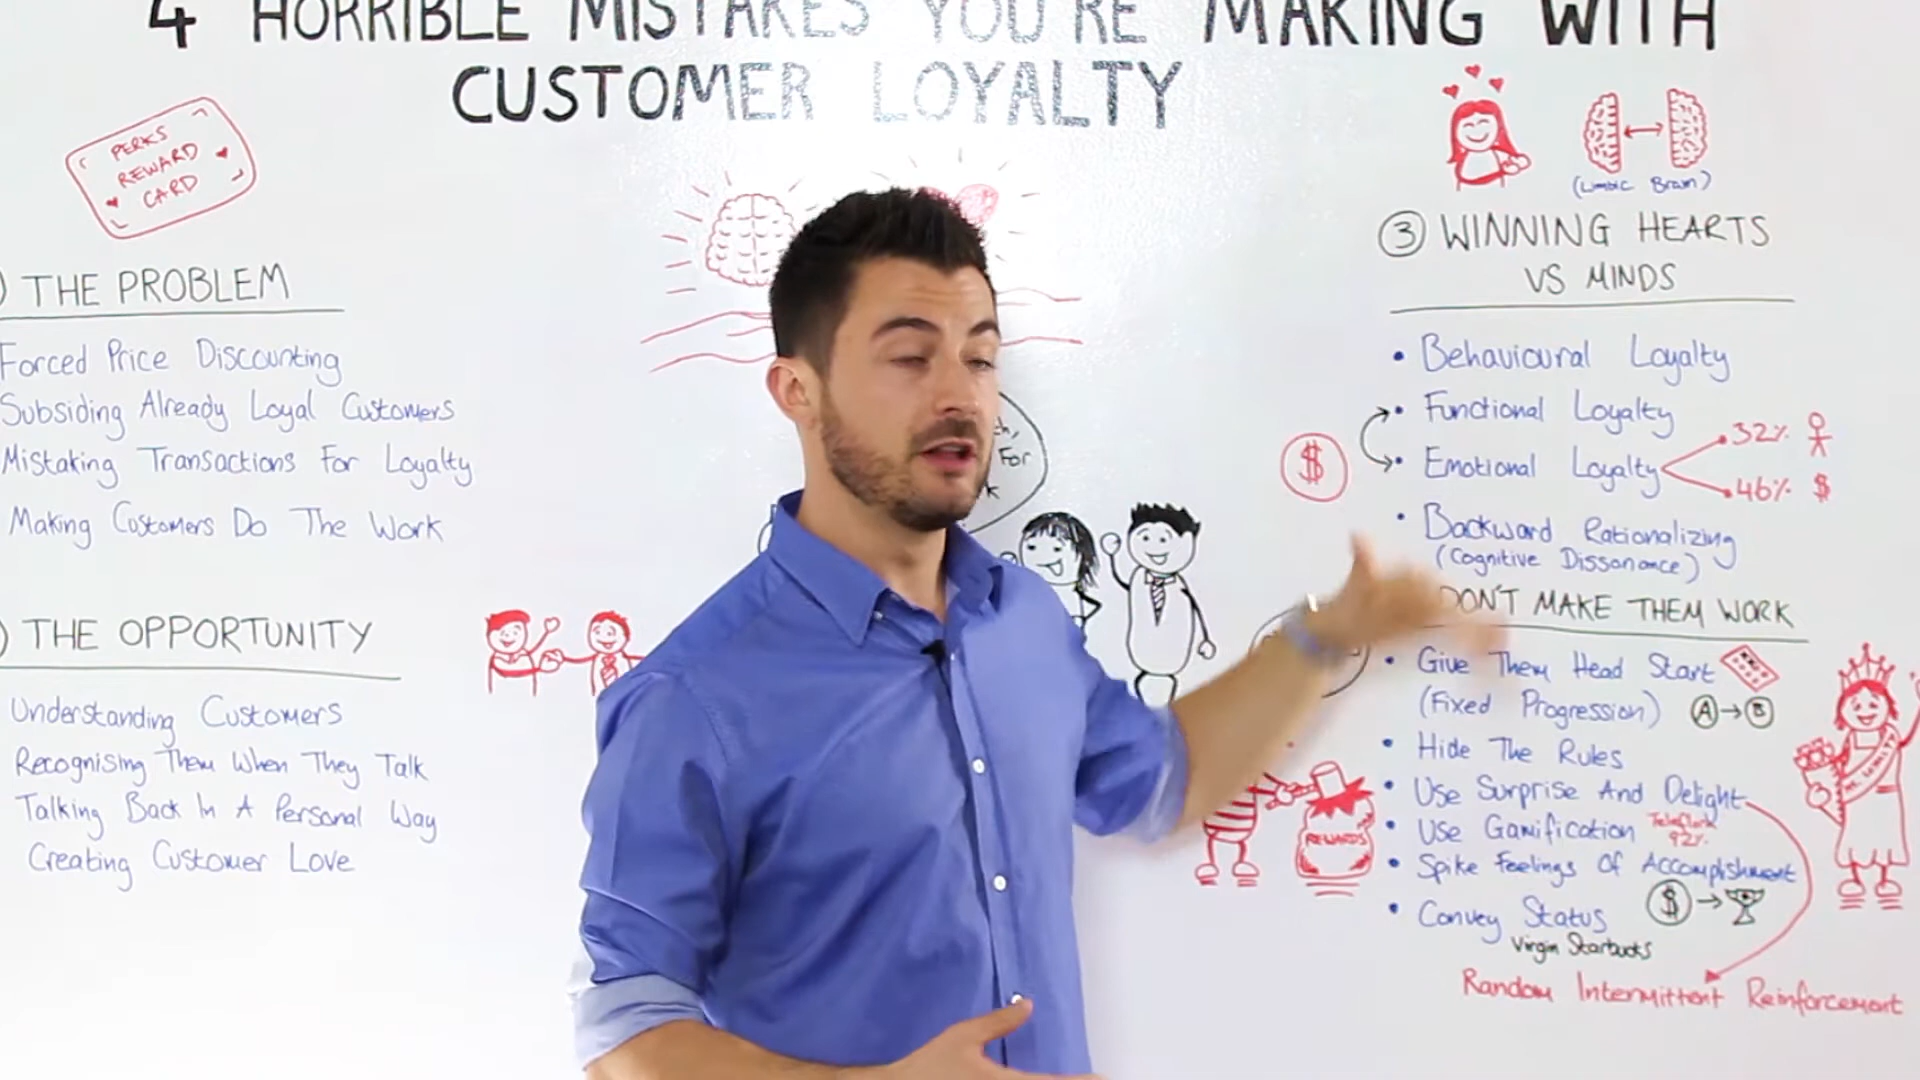 4 HORRIBLE MISTAKES YOU'RE MAKING WITH
CUSTOMER LOYALTY
PERKS
REWARD
CARD
) THE PROBLEM
Forced Price Discounting
Subsiding Already Loyal Customers
Mistaking Transactions For Loyalty
Making Customers Do The Work
) THE OPPORTUNITY
Understanding Customers
Recognising Them When They Talk
Talking Back In A Personal Way
Creating Customer Love
For
(Limbic Brain)
3 WINNING HEARTS
VS MINDS
• Behavioural Loyalty
• Functional Loyalty
$
• Emotional Loyalty
32%
46% $
• Backward Rationalizing
(Cognitive Dissonance)
DON'T MAKE THEM WORK
• Give Them Head Start
(Fixed Progression) A → B
• Hide The Rules
• Use Surprise And Delight
• Use Gamification
92%
• Spike Feelings Of Accomplishment
• Convey Status $ →
Virgin Starbucks
Random Intermittent Reinforcement
REWARDS